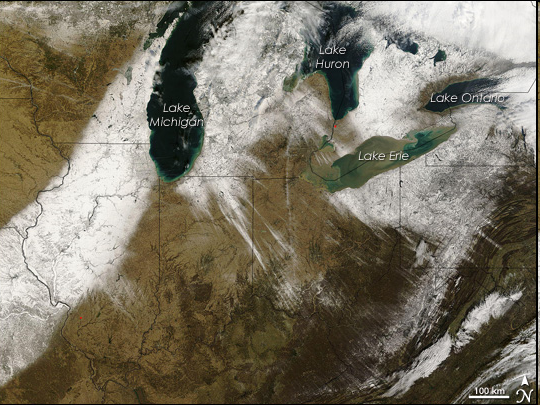 Lake
Huron
Lake
Michigan
Lake Ontario
Lake Erie
100 km
N